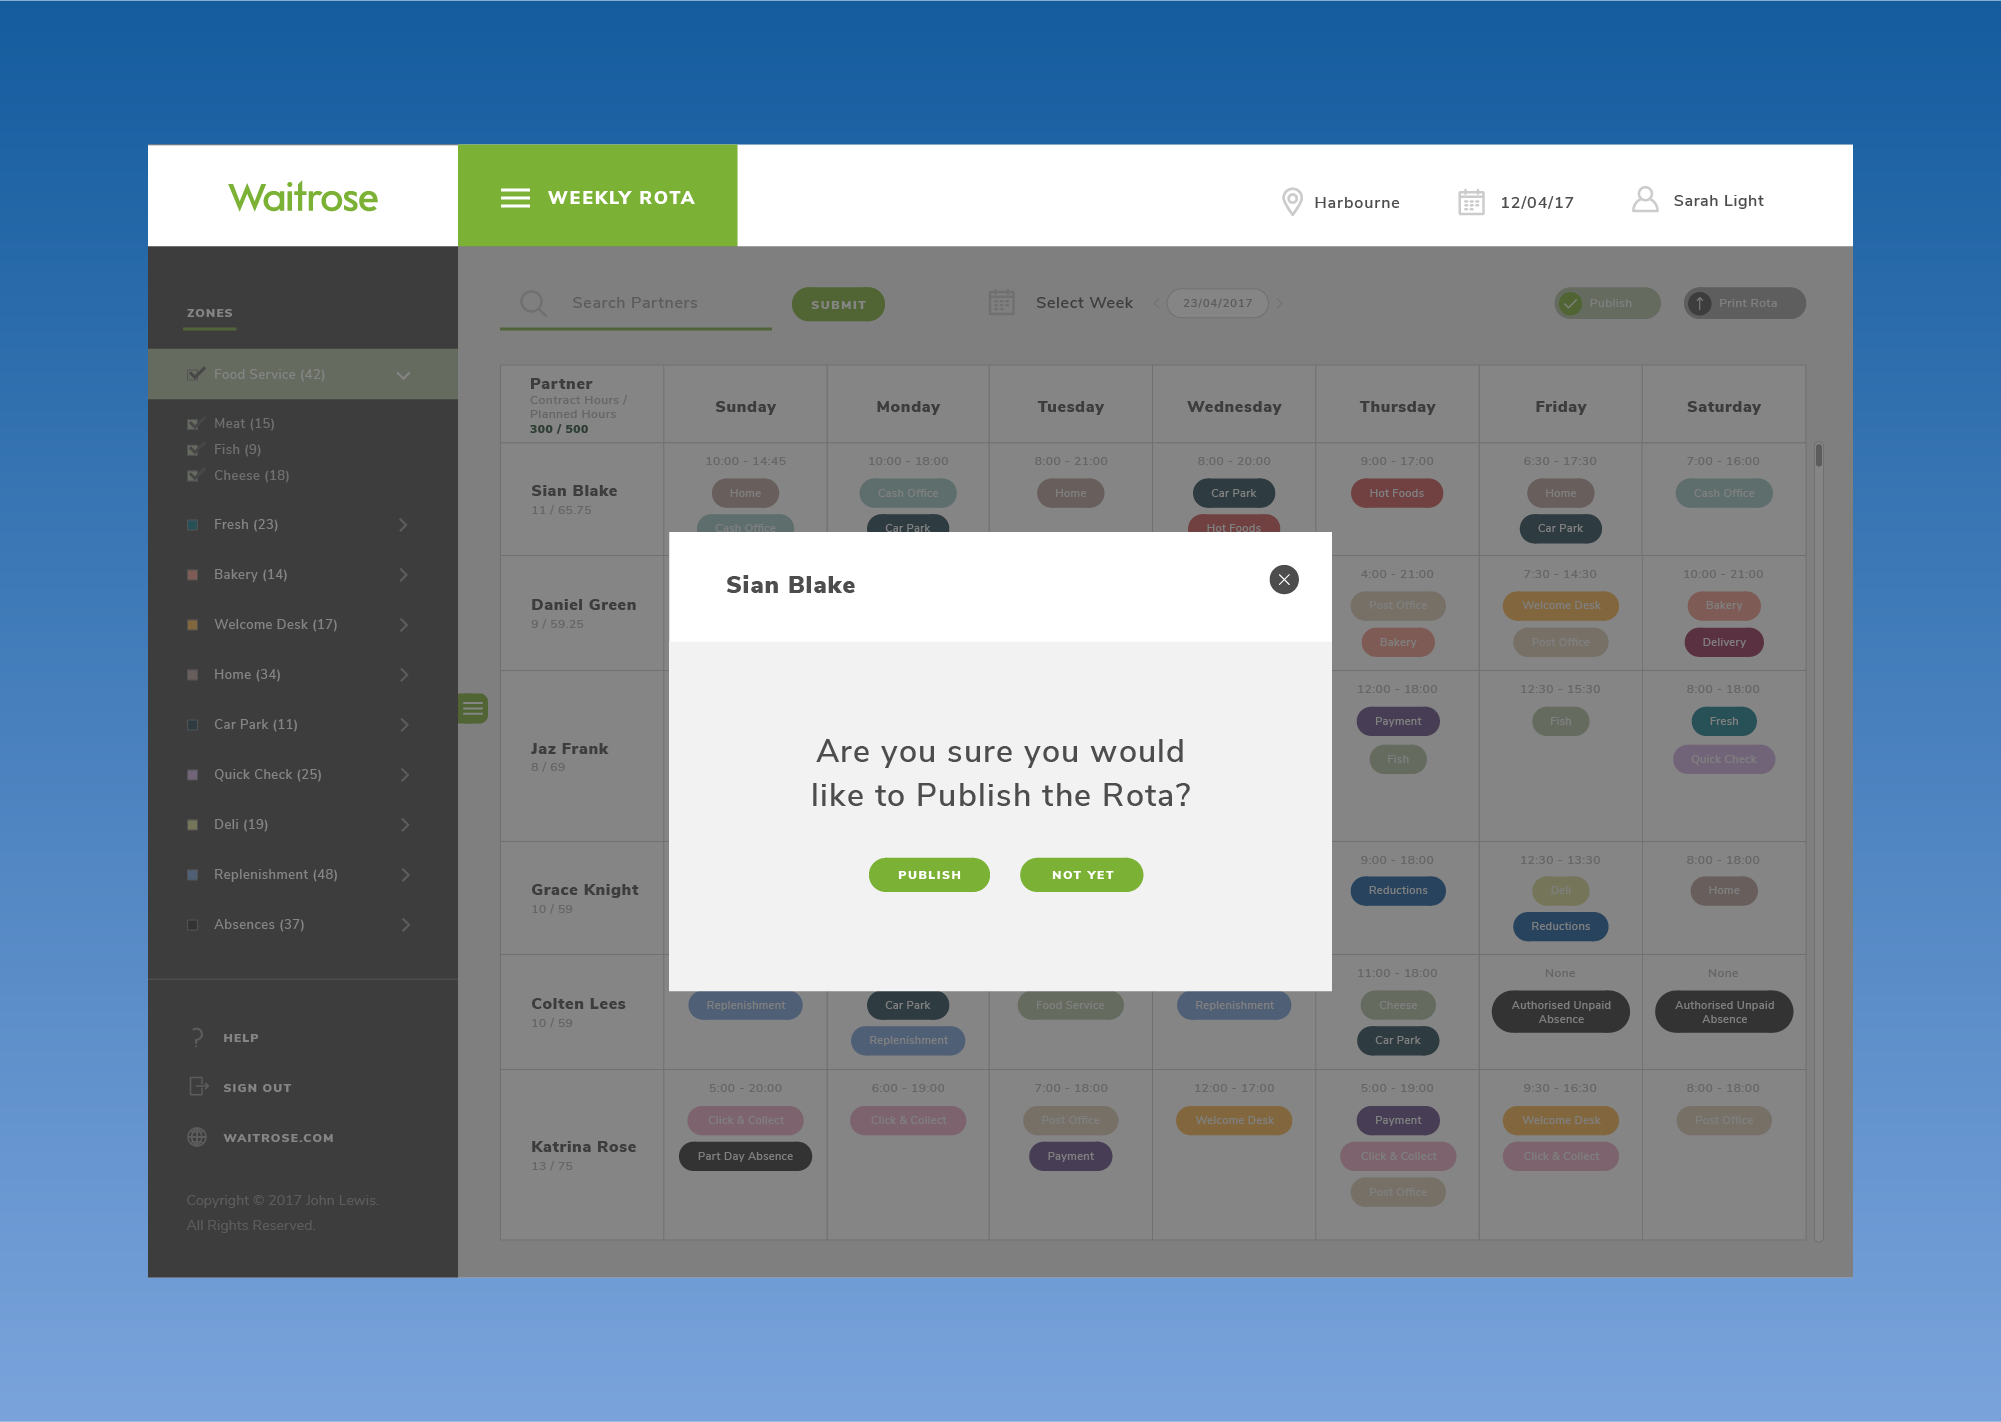 Waitrose
WEEKLY ROTA
Harbourne
12/04/17
Sarah Light
ZONES
Food Service (42)
Meat (15)
Fish (9)
Cheese (18)
Fresh (23)
Bakery (14)
Welcome Desk (17)
Home (34)
Car Park (11)
Quick Check (25)
Deli (19)
Replenishment (48)
Absences (37)
HELP
SIGN OUT
WAITROSE.COM
Copyright © 2017 John Lewis.
All Rights Reserved.
Search Partners
SUBMIT
Select Week
23/04/2017
Publish
Print Rota
Partner
Contract Hours /
Planned Hours
300 / 500
Sunday
Monday
Tuesday
Wednesday
Thursday
Friday
Saturday
Sian Blake
11 / 65.75
10:00 - 14:45
Home
Cash Office
10:00 - 18:00
Cash Office
Car Park
8:00 - 21:00
Home
8:00 - 20:00
Car Park
Hot Foods
9:00 - 17:00
Hot Foods
6:30 - 17:30
Home
Car Park
7:00 - 16:00
Cash Office
Daniel Green
9 / 59.25
4:00 - 21:00
Post Office
Bakery
7:30 - 14:30
Welcome Desk
Post Office
10:00 - 21:00
Bakery
Delivery
Jaz Frank
8 / 69
12:00 - 18:00
Payment
Fish
12:30 - 15:30
Fish
8:00 - 18:00
Fresh
Quick Check
Grace Knight
10 / 59
9:00 - 18:00
Reductions
12:30 - 13:30
Deli
Reductions
8:00 - 18:00
Home
Colten Lees
10 / 59
Replenishment
Car Park
Replenishment
Food Service
Replenishment
11:00 - 18:00
Cheese
Car Park
None
Authorised Unpaid
Absence
None
Authorised Unpaid
Absence
Katrina Rose
13 / 75
5:00 - 20:00
Click & Collect
Part Day Absence
6:00 - 19:00
Click & Collect
7:00 - 18:00
Post Office
Payment
12:00 - 17:00
Welcome Desk
5:00 - 19:00
Payment
Click & Collect
Post Office
9:30 - 16:30
Welcome Desk
Click & Collect
8:00 - 18:00
Post Office
Sian Blake
Are you sure you would
like to Publish the Rota?
PUBLISH
NOT YET